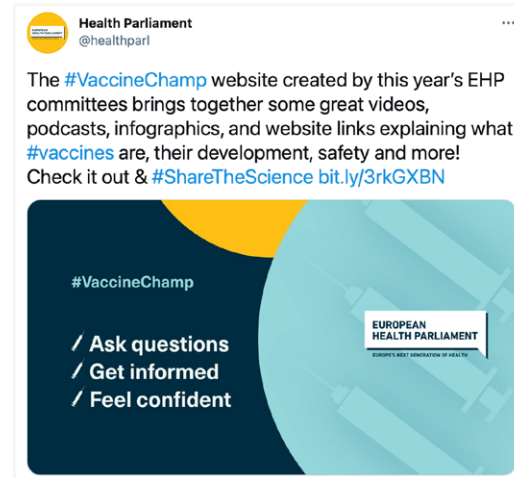 Health Parliament
@healthparl
The #VaccineChamp website created by this year's EHP
committees brings together some great videos,
podcasts, infographics, and website links explaining what
#vaccines are, their development, safety and more!
Check it out & #ShareTheScience bit.ly/3rkGXBN
#VaccineChamp
Ask questions
Get informed
Feel confident
EUROPEAN
HEALTH PARLIAMENT
EUROPE'S NEXT GENERATION OF HEALTH